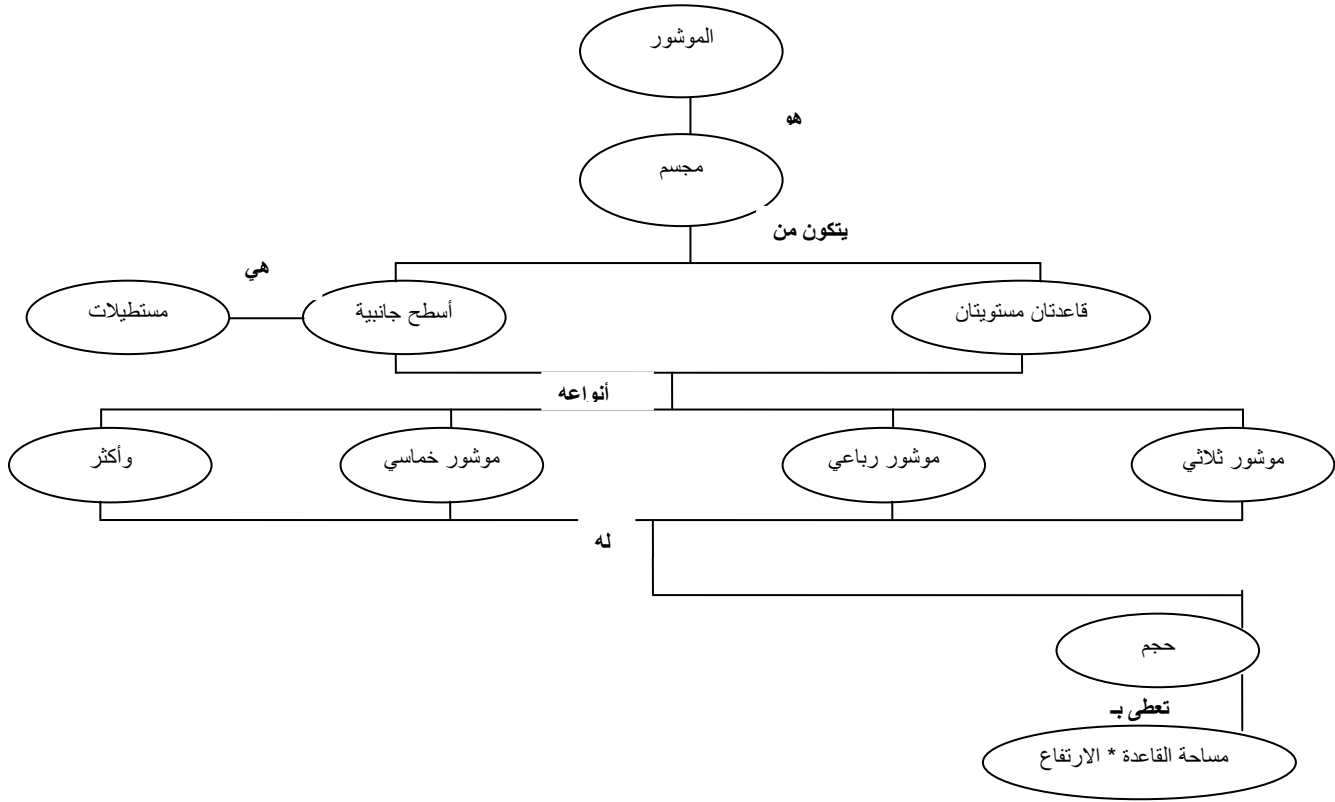 الموشور
هو
مجسم
يتكون من
هي
قاعدتان مستويتان
أسطح جانبية
مستطيلات
أنواعه
موشور ثلاثي
موشور رباعي
موشور خماسي
وأكثر
له
حجم
تعطى بـ
مساحة القاعدة * الارتفاع